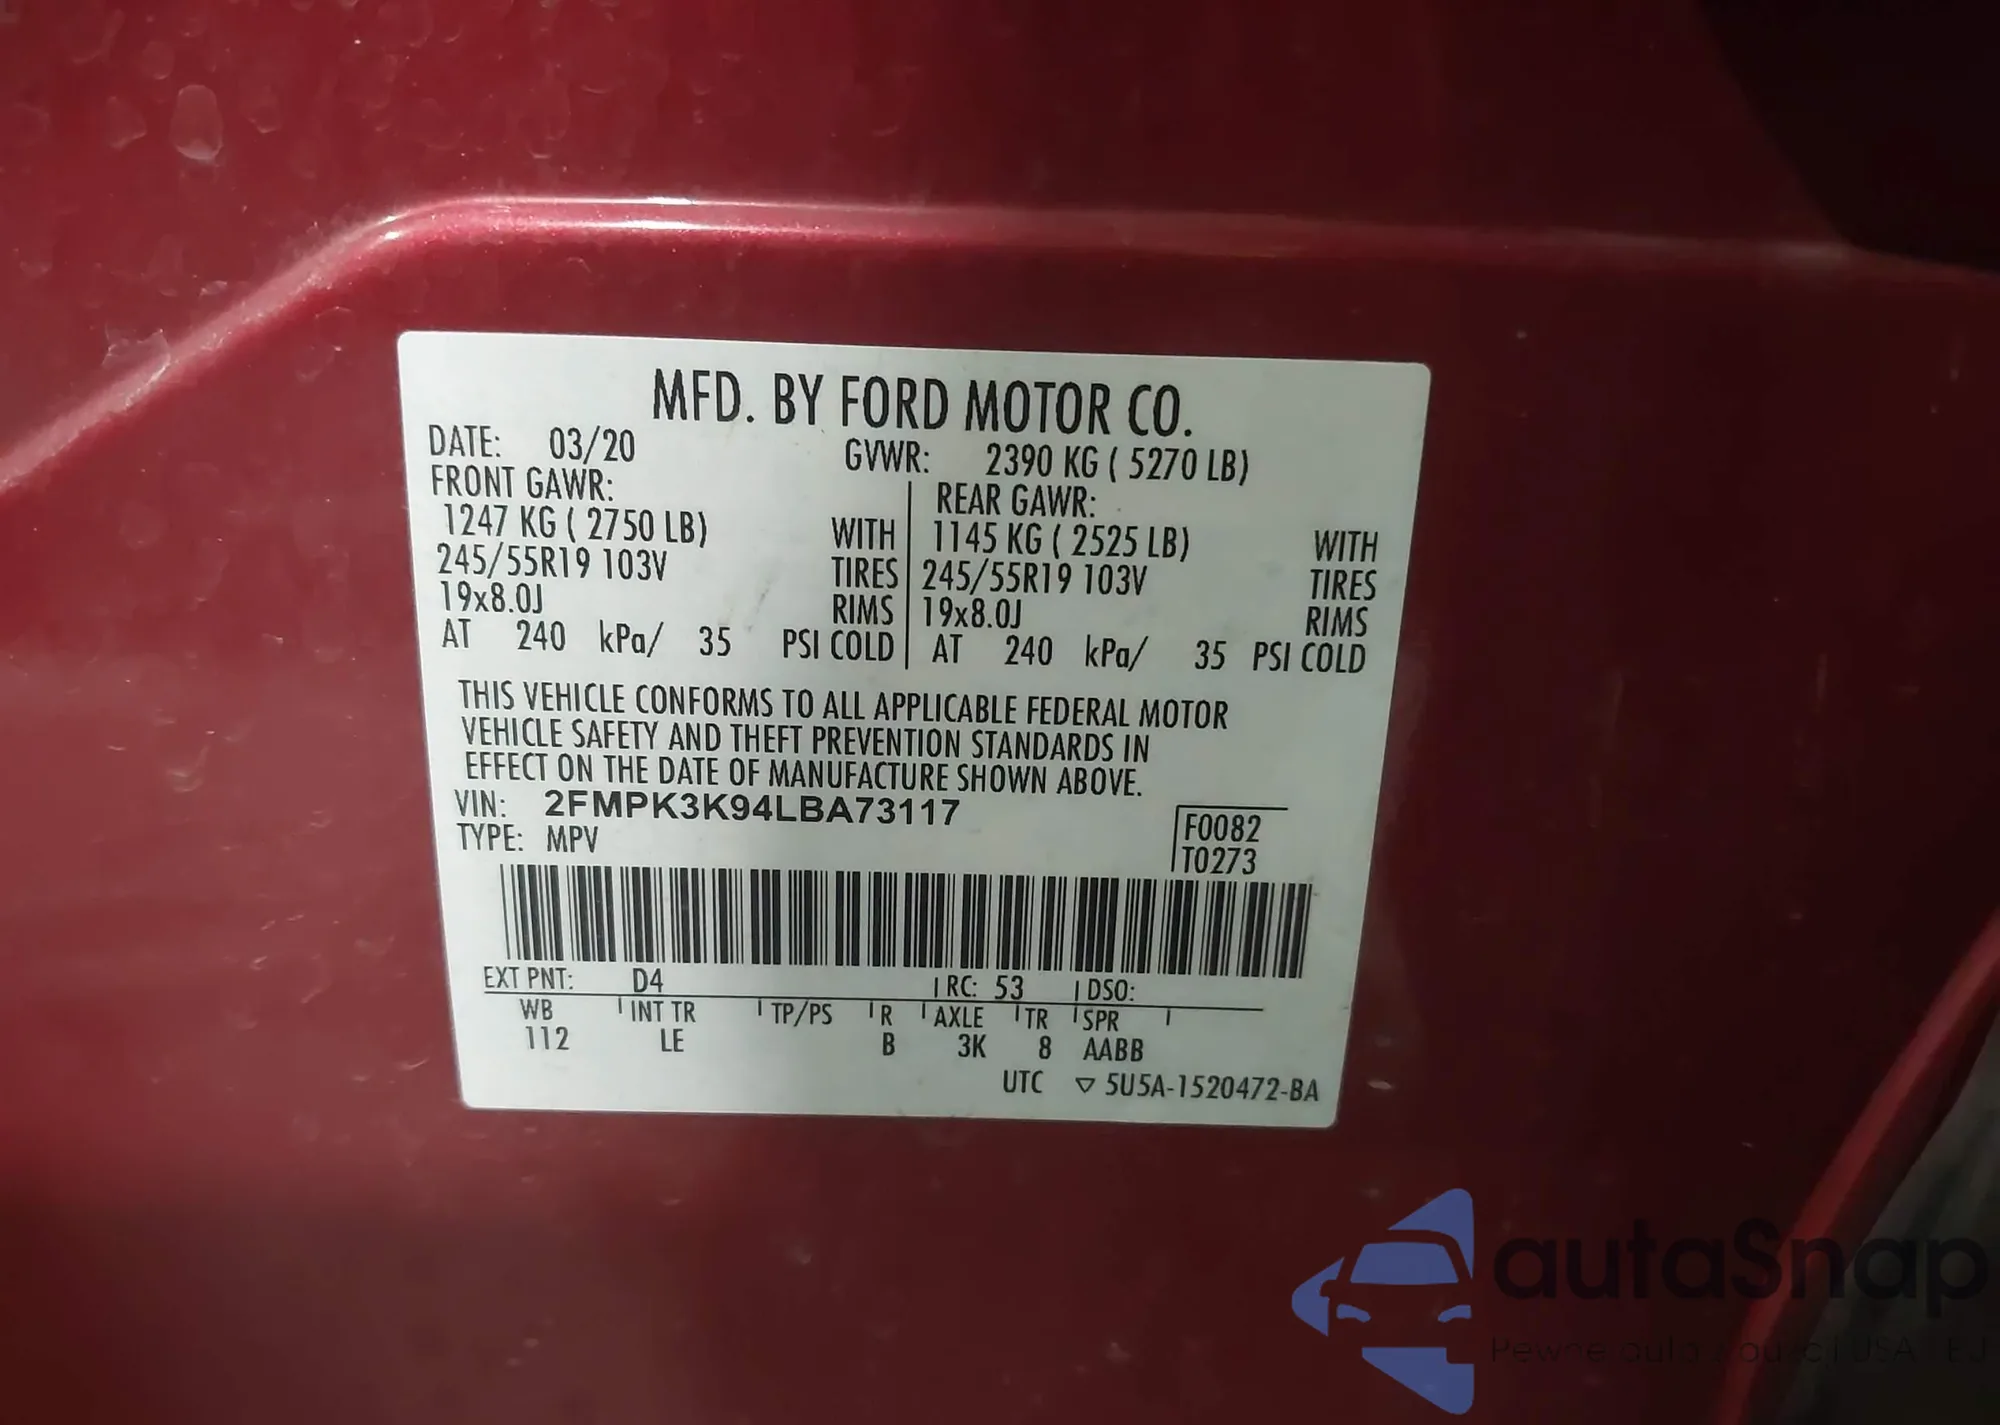 MFD. BY FORD MOTOR CO.
DATE: 03/20 GVWR: 2390 KG ( 5270 LB)
FRONT GAWR: REAR GAWR:
1247 KG ( 2750 LB) WITH 1145 KG ( 2525 LB) WITH
245/55R19 103V TIRES 245/55R19 103V TIRES
19x8.0J RIMS 19x8.0J RIMS
AT 240 kPa/ 35 PSI COLD AT 240 kPa/ 35 PSI COLD
THIS VEHICLE CONFORMS TO ALL APPLICABLE FEDERAL MOTOR
VEHICLE SAFETY AND THEFT PREVENTION STANDARDS IN
EFFECT ON THE DATE OF MANUFACTURE SHOWN ABOVE.
VIN: 2FMPK3K94LBA73117
TYPE: MPV
F0082
T0273
EXT PNT: D4 RC: 53 DSO:
WB INT TR TP/PS R AXLE TR SPR
112 LE B 3K 8 AABB
UTC ▽ 5U5A-1520472-BA
autaSnap
Pewne auto z USA